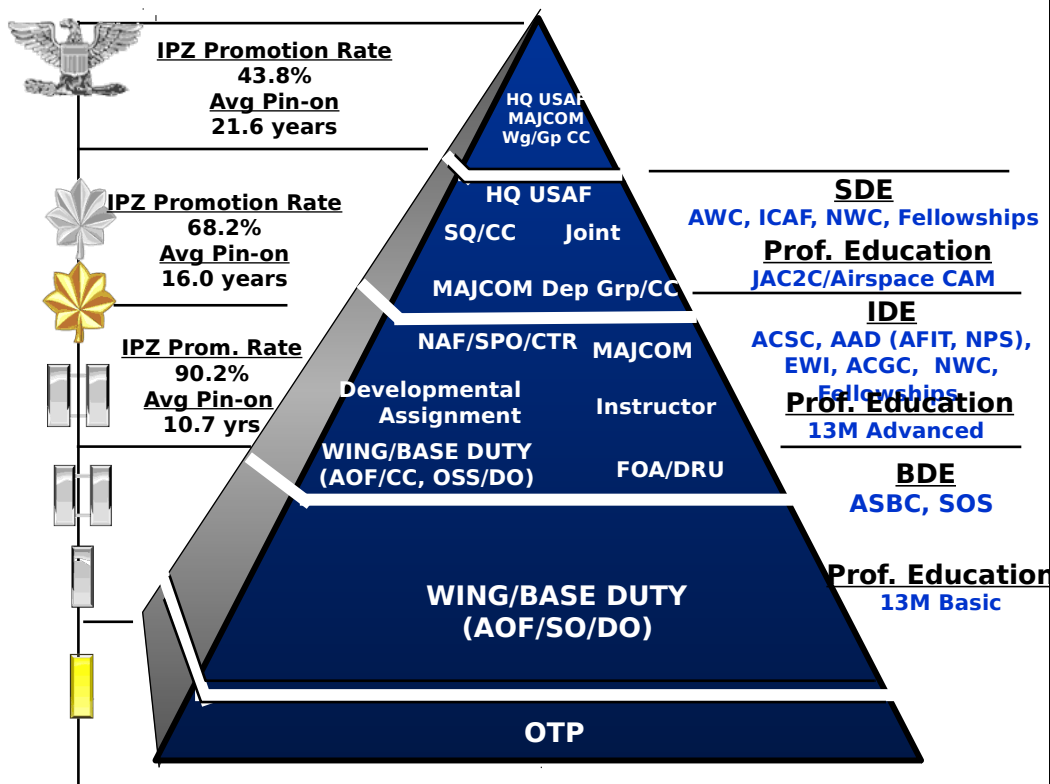 IPZ Promotion Rate
43.8%
Avg Pin-on
21.6 years
IPZ Promotion Rate
68.2%
Avg Pin-on
16.0 years
IPZ Prom. Rate
90.2%
Avg Pin-on
10.7 yrs
HQ USAF
MAJCOM
Wg/Gp CC
HQ USAF
SQ/CC Joint
MAJCOM Dep Grp/CC
NAF/SPO/CTR MAJCOM
Developmental
Assignment
Instructor
WING/BASE DUTY
(AOF/CC, OSS/DO)
FOA/DRU
WING/BASE DUTY
(AOF/SO/DO)
OTP
SDE
AWC, ICAF, NWC, Fellowships
Prof. Education
JAC2C/Airspace CAM
IDE
ACSC, AAD (AFIT, NPS),
EWI, ACGC, NWC,
Fellowships
Prof. Education
13M Advanced
BDE
ASBC, SOS
Prof. Education
13M Basic